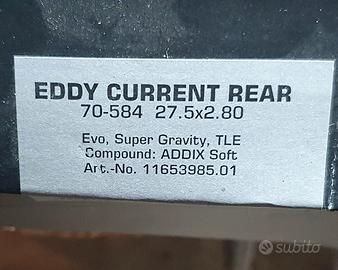 EDDY CURRENT REAR
70-584 27.5x2.80
Evo, Super Gravity, TLE
Compound: ADDIX Soft
Art.-No. 11653985.01
subito